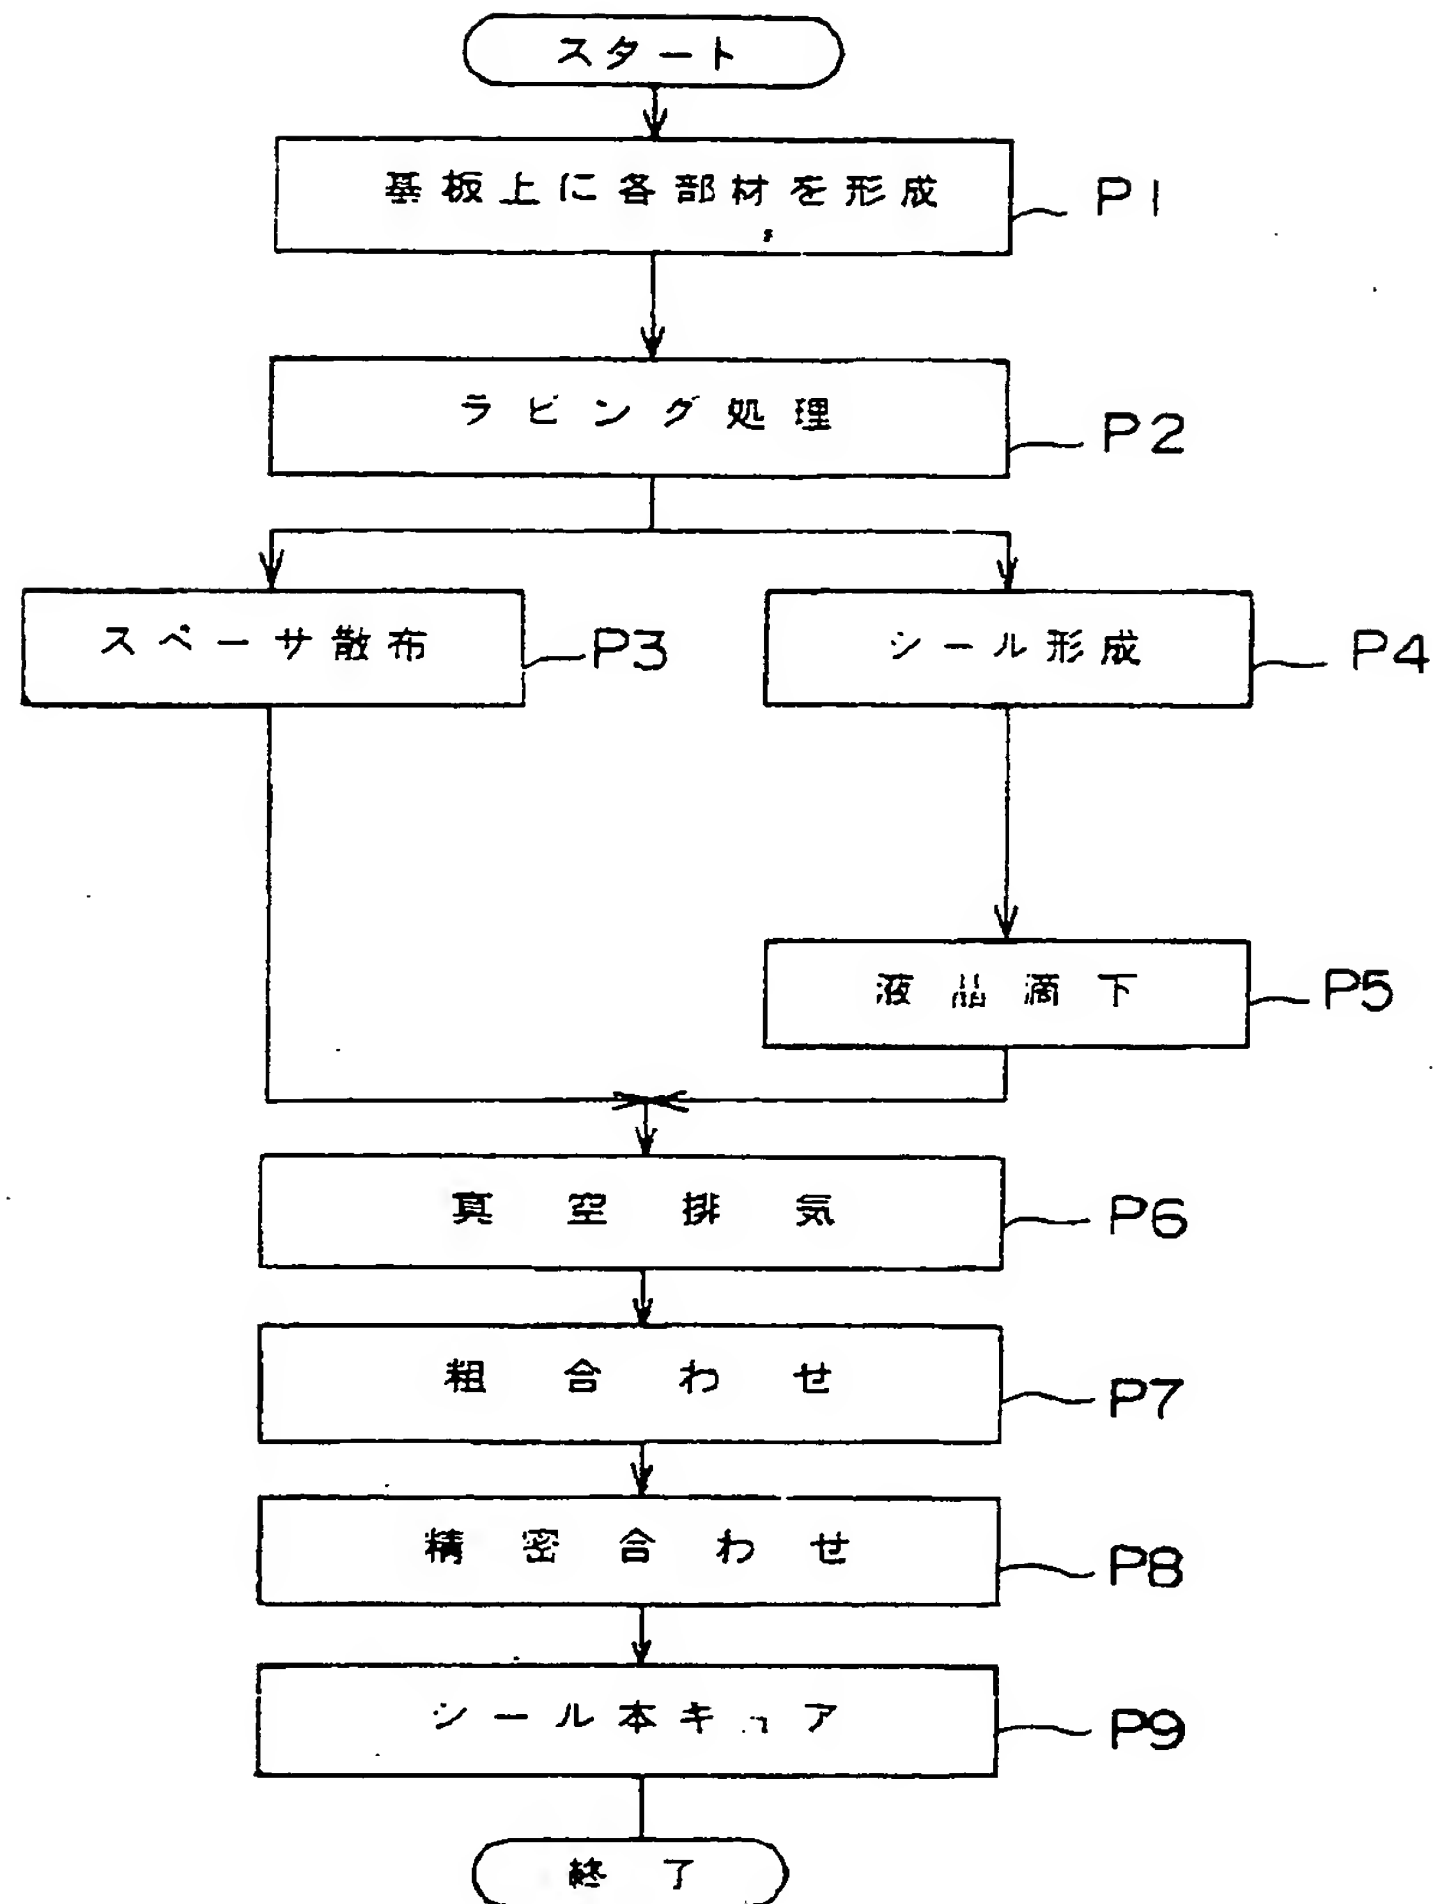 スタート
基板上に各部材を形成
P1
ラビング処理
P2
スペーサ散布
P3
シール形成
P4
液晶滴下
P5
真空排気
P6
粗合わせ
P7
精密合わせ
P8
シール本キュア
P9
終了